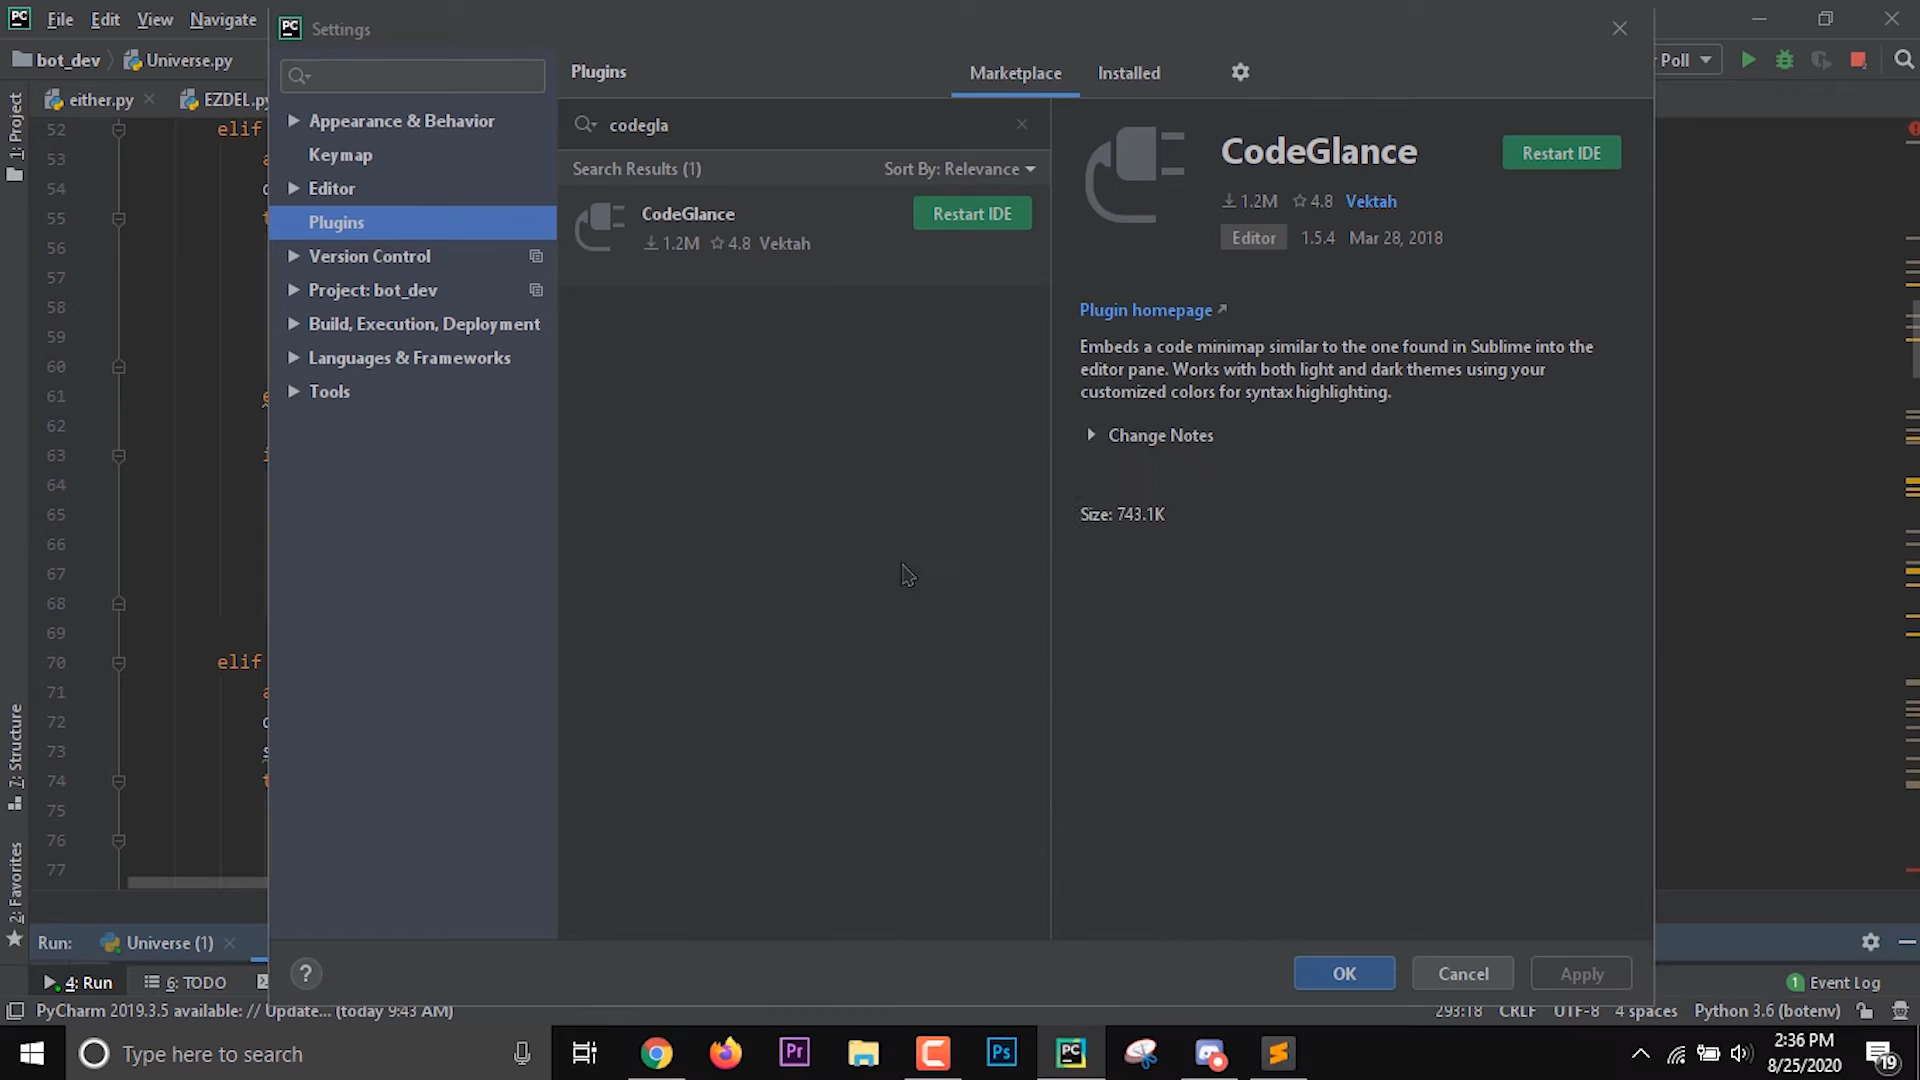 PC File Edit View Navigate
PC Settings
bot_dev Universe.py
Poll
either.py EZDEL.py
Plugins
Marketplace Installed
Appearance & Behavior
Keymap
Editor
Plugins
Version Control
Project: bot_dev
Build, Execution, Deployment
Languages & Frameworks
Tools
codegla
Search Results (1) Sort By: Relevance
CodeGlance
1.2M 4.8 Vektah
Restart IDE
CodeGlance
Restart IDE
1.2M 4.8 Vektah
Editor 1.5.4 Mar 28, 2018
Plugin homepage
Embeds a code minimap similar to the one found in Sublime into the
editor pane. Works with both light and dark themes using your
customized colors for syntax highlighting.
Change Notes
Size: 743.1K
1: Project
7: Structure
2: Favorites
52 elif
53
54
55 t
56
57
58
59
60
61
62
63 i
64
65
66
67
68
69
70 elif
71
72
73
74 t
75
76
77
Run: Universe (1)
? OK Cancel Apply
4: Run 6: TODO 1 Event Log
PyCharm 2019.3.5 available: // Update... (today 9:43 AM) 293:18 CRLF UTF-8 4 spaces Python 3.6 (botenv)
Type here to search
Pr Ps PC
2:36 PM
8/25/2020
19